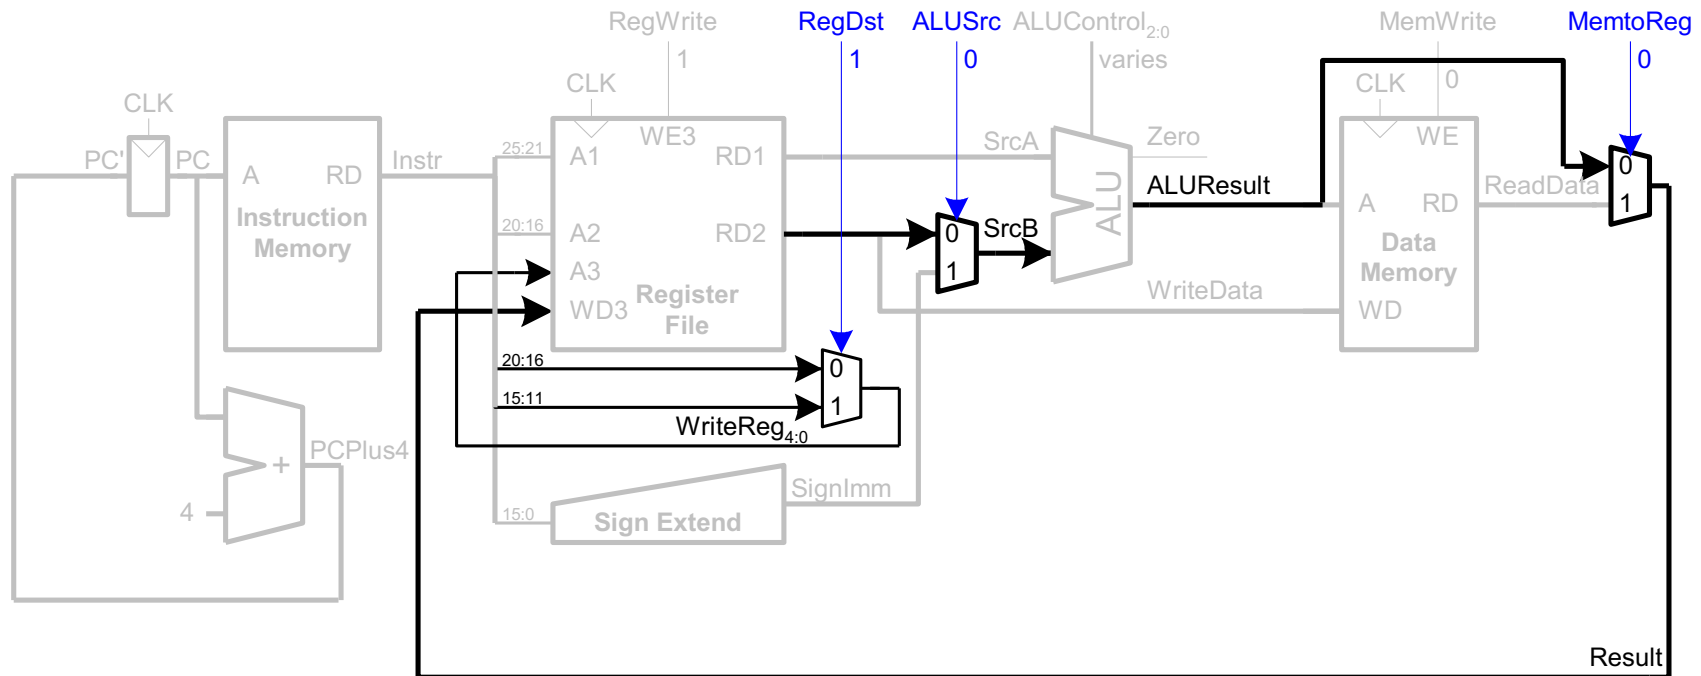 RegWrite RegDst ALUSrc ALUControl2:0 MemWrite MemtoReg
1 1 0 varies 0 0
CLK CLK CLK
PC' PC Instr 25:21 A1 WE3 RD1 SrcA Zero WE
A RD
Instruction
Memory
20:16 A2 RD2 0 SrcB ALU ALUResult A RD ReadData 0
1 1
A3
WD3
Register
File
Data
Memory
WriteData WD
20:16 0
15:11 1
WriteReg4:0
PCPlus4
+
4
SignImm
15:0 Sign Extend
Result